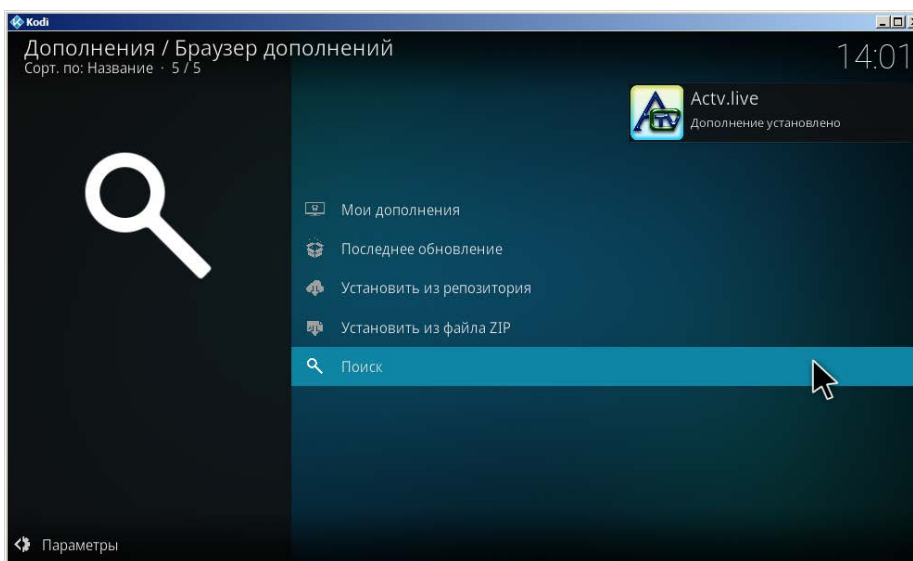 Kodi
Дополнения / Браузер дополнений
Сорт. по: Название · 5 / 5
14:01
Actv.live
Дополнение установлено
ACTV
Мои дополнения
Последнее обновление
Установить из репозитория
Установить из файла ZIP
Поиск
Параметры